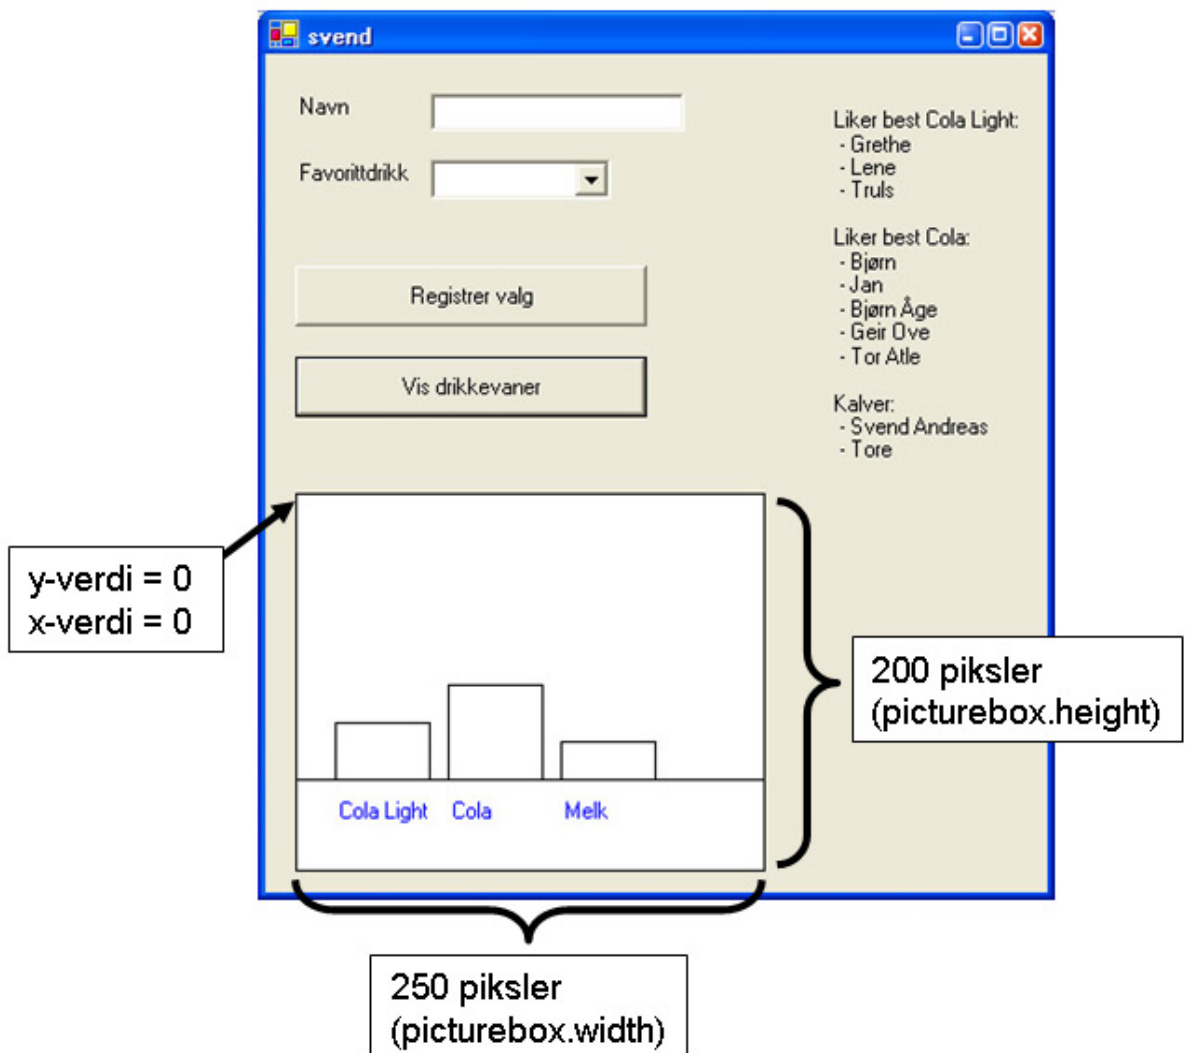 svend
Navn
Favorittdrikk
Registrer valg
Vis drikkevaner
Liker best Cola Light:
- Grethe
- Lene
- Truls
Liker best Cola:
- Bjørn
- Jan
- Bjørn Åge
- Geir Ove
- Tor Atle
Kalver:
- Svend Andreas
- Tore
y-verdi = 0
x-verdi = 0
Cola Light Cola Melk
200 piksler
(picturebox.height)
250 piksler
(picturebox.width)